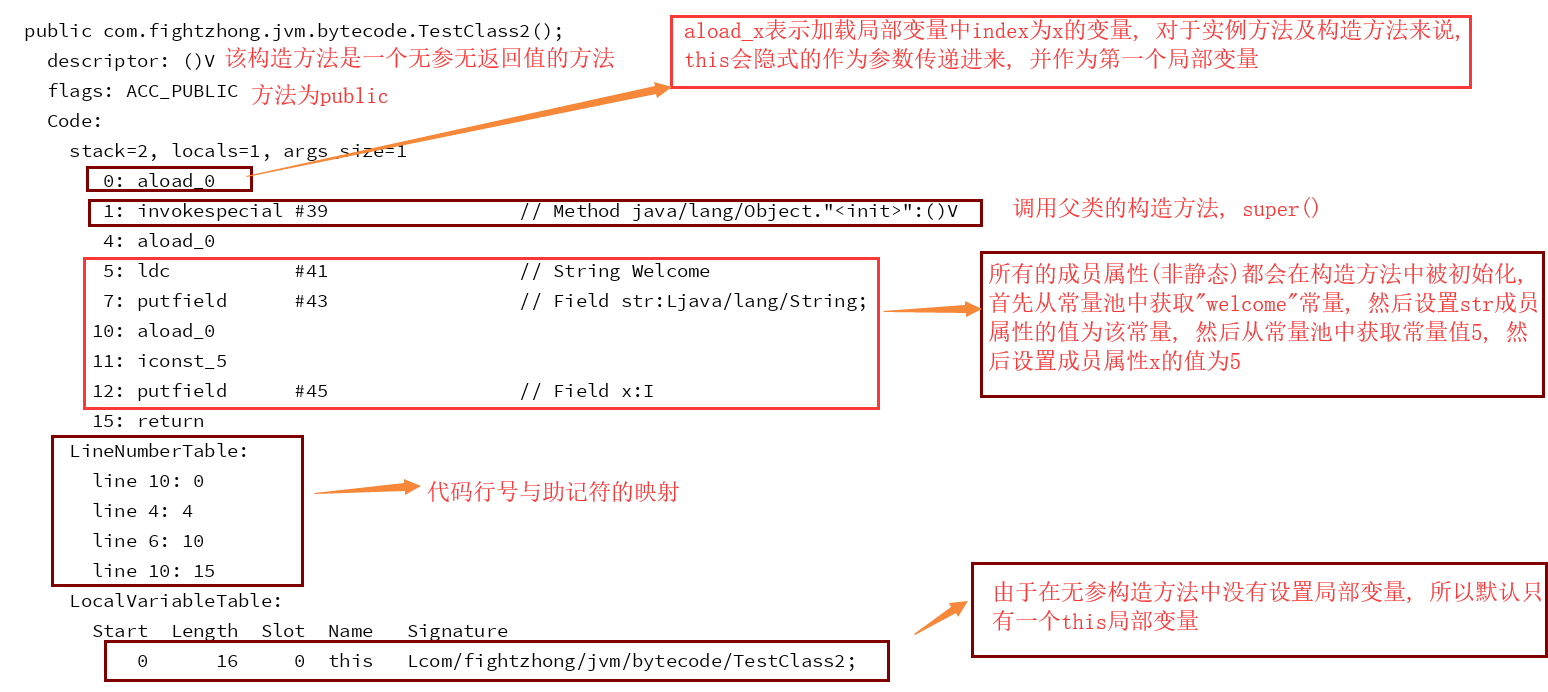 public com.fightzhong.jvm.bytecode.TestClass2();
descriptor: ()V 该构造方法是一个无参无返回值的方法
flags: ACC_PUBLIC 方法为public
aload_x表示加载局部变量中index为x的变量, 对于实例方法及构造方法来说,
this会隐式的作为参数传递进来, 并作为第一个局部变量
Code:
stack=2, locals=1, args_size=1
0: aload_0
1: invokespecial #39 // Method java/lang/Object."<init>":()V
调用父类的构造方法, super()
4: aload_0
5: ldc #41 // String Welcome
7: putfield #43 // Field str:Ljava/lang/String;
10: aload_0
11: iconst_5
12: putfield #45 // Field x:I
15: return
所有的成员属性(非静态)都会在构造方法中被初始化,
首先从常量池中获取"welcome"常量, 然后设置str成员
属性的值为该常量, 然后从常量池中获取常量值5, 然
后设置成员属性x的值为5
LineNumberTable:
line 10: 0
line 4: 4
line 6: 10
line 10: 15
代码行号与助记符的映射
LocalVariableTable:
Start Length Slot Name Signature
0 16 0 this Lcom/fightzhong/jvm/bytecode/TestClass2;
由于在无参构造方法中没有设置局部变量, 所以默认只
有一个this局部变量